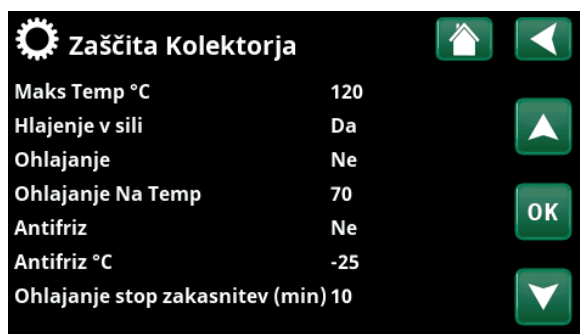 Zaščita Kolektorja
Maks Temp °C 120
Hlajenje v sili Da
Ohlajanje Ne
Ohlajanje Na Temp 70
Antifriz Ne
Antifriz °C -25
Ohlajanje stop zakasnitev (min) 10
OK